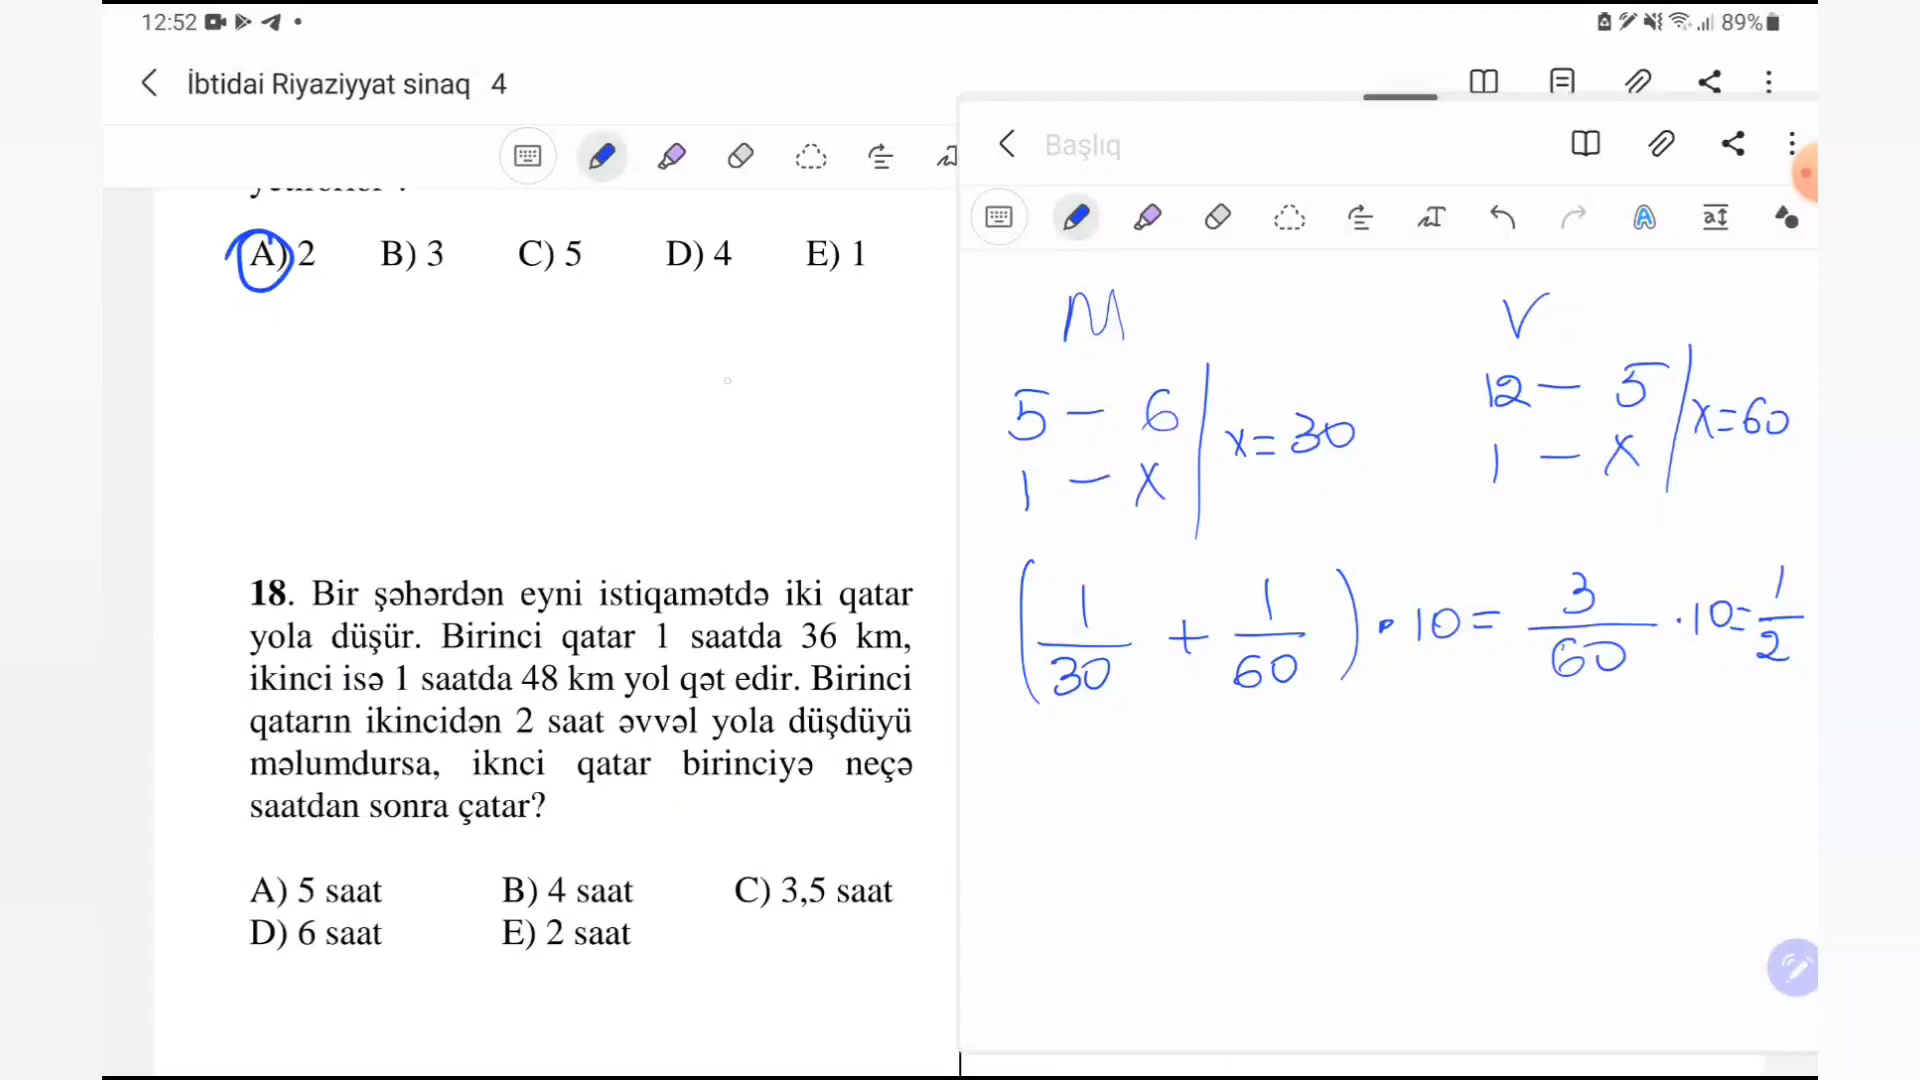 12:52
89%
İbtidai Riyaziyyat sinaq 4
A) 2 B) 3 C) 5 D) 4 E) 1
18. Bir şəhərdən eyni istiqamətdə iki qatar
yola düşür. Birinci qatar 1 saatda 36 km,
ikinci isə 1 saatda 48 km yol qət edir. Birinci
qatarın ikincidən 2 saat əvvəl yola düşdüyü
məlumdursa, iknci qatar birinciyə neçə
saatdan sonra çatar?
A) 5 saat B) 4 saat C) 3,5 saat
D) 6 saat E) 2 saat
Başlıq
M
5 — 6
1 — x
x = 30
V
12 — 5
1 — x
x = 60
(1/30 + 1/60) · 10 = 3/60 · 10 = 1/2